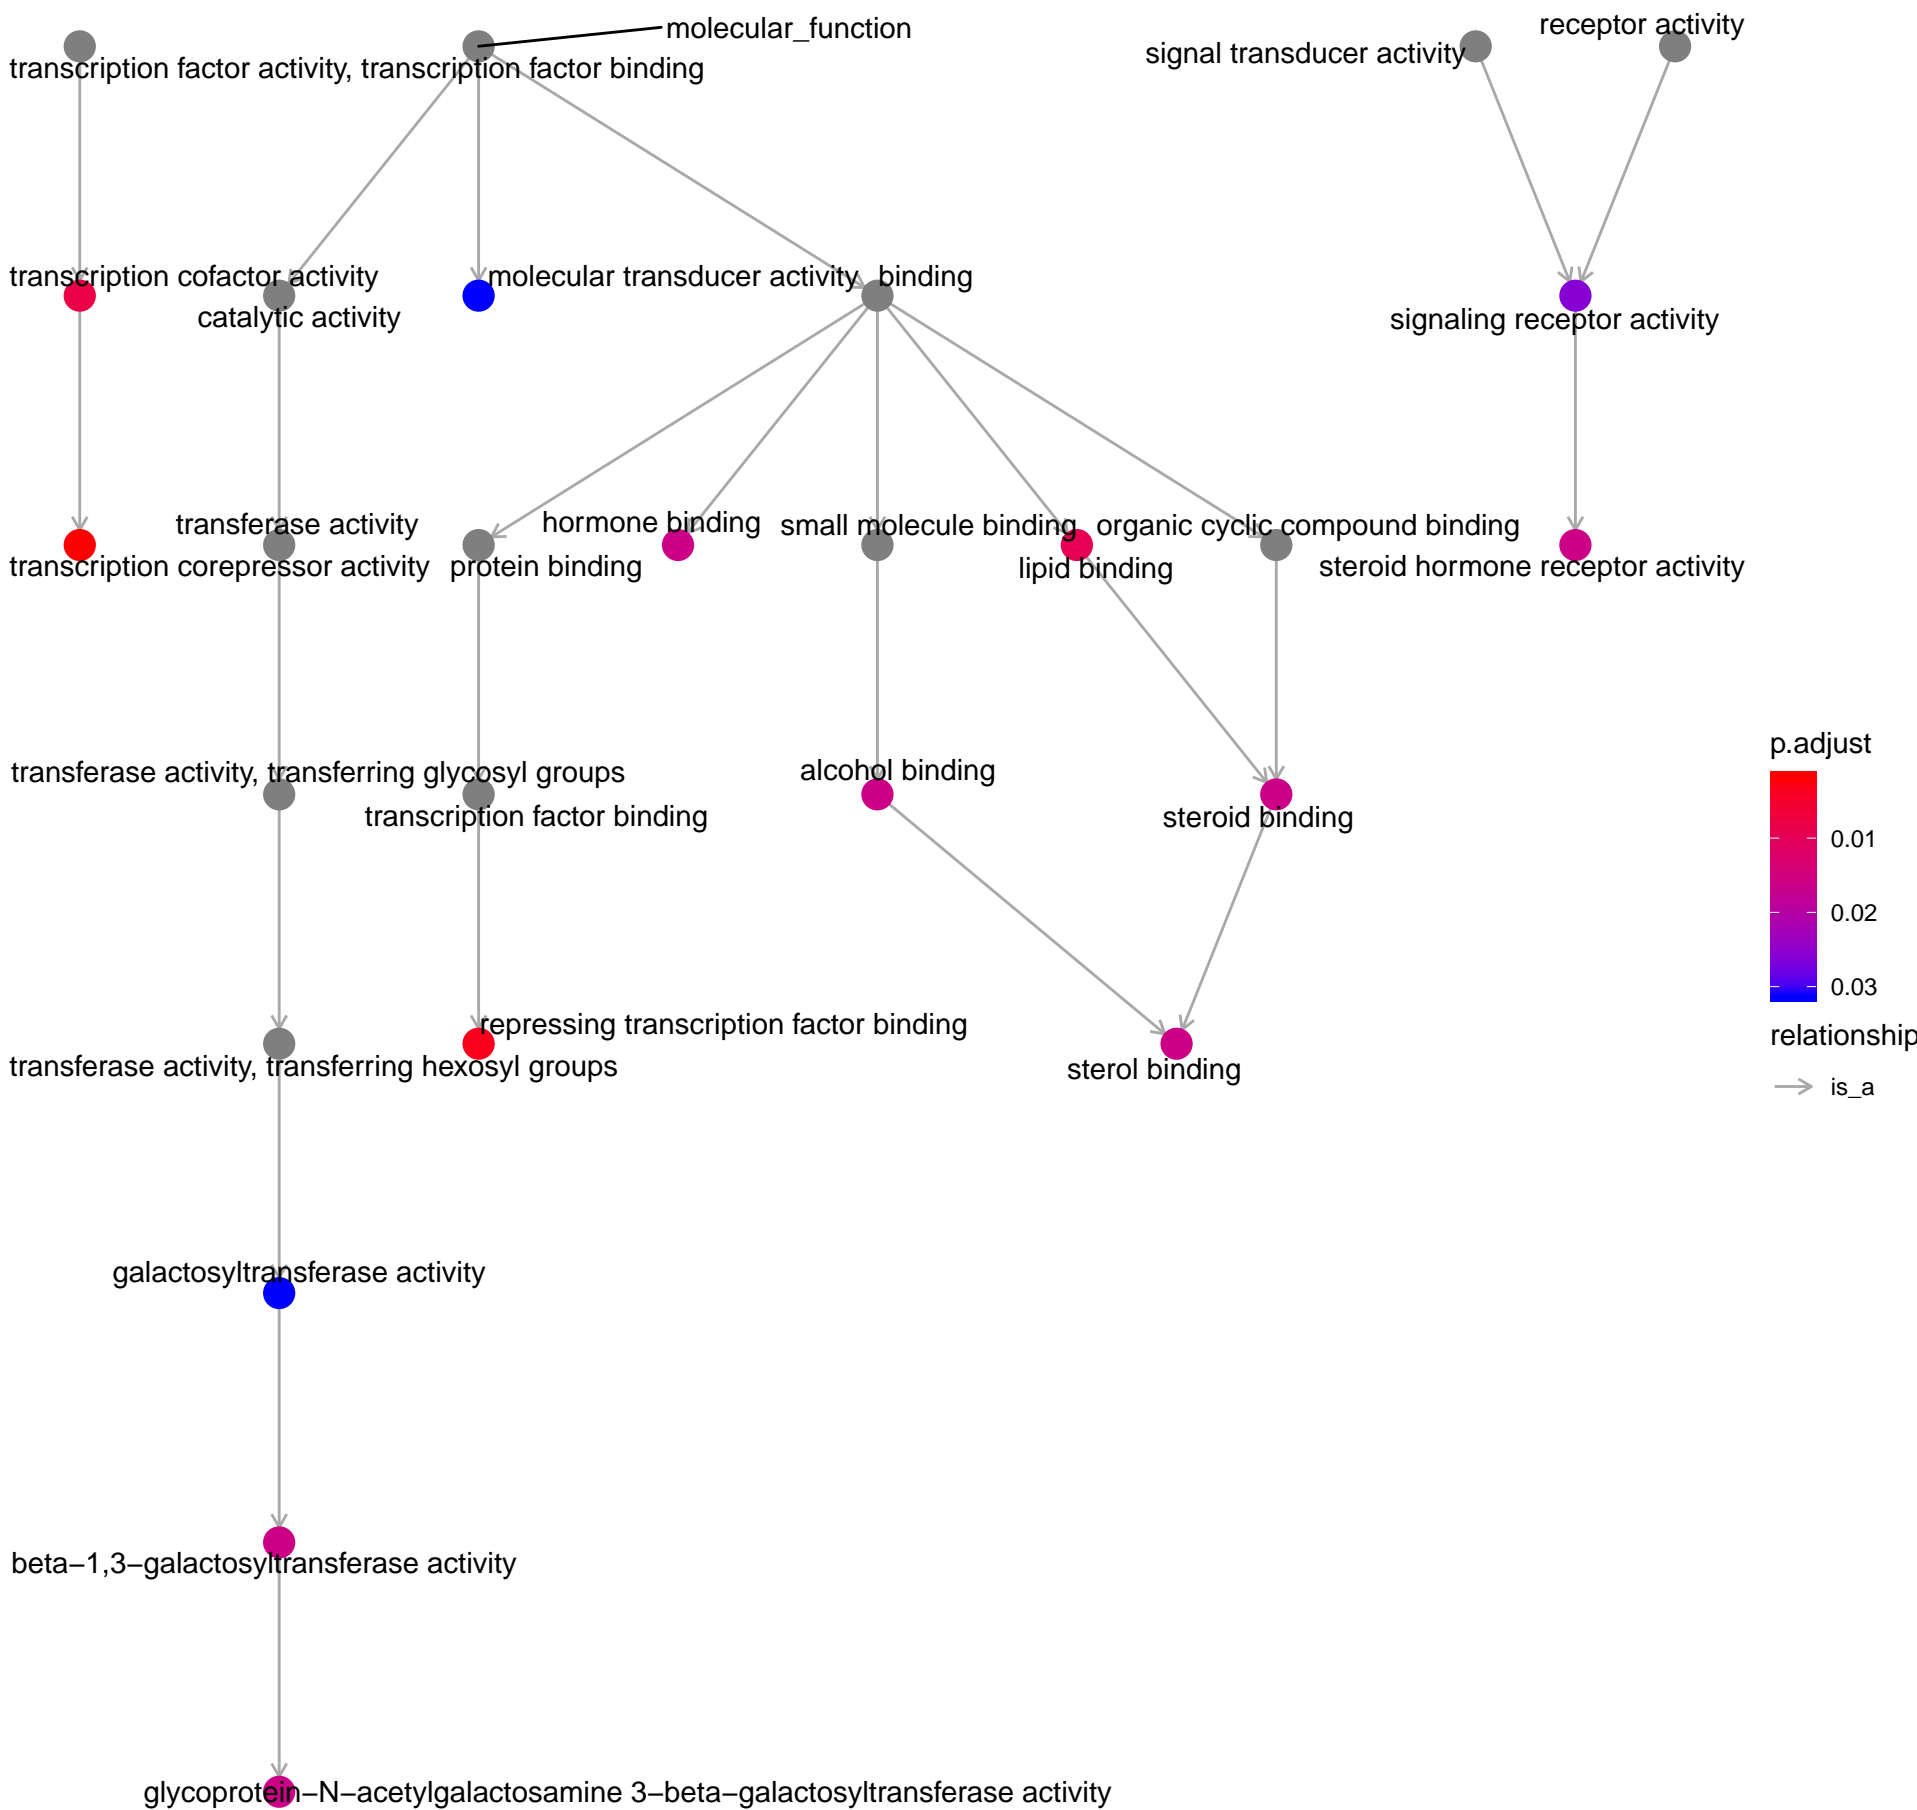 molecular_function
receptor activity
signal transducer activity
transcription factor activity, transcription factor binding
transcription cofactor activity
molecular transducer activity
binding
catalytic activity
signaling receptor activity
transferase activity
hormone binding
small molecule binding
organic cyclic compound binding
transcription corepressor activity
protein binding
lipid binding
steroid hormone receptor activity
p.adjust
0.01
0.02
0.03
relationship
is_a
transferase activity, transferring glycosyl groups
alcohol binding
transcription factor binding
steroid binding
repressing transcription factor binding
transferase activity, transferring hexosyl groups
sterol binding
galactosyltransferase activity
beta−1,3−galactosyltransferase activity
glycoprotein−N−acetylgalactosamine 3−beta−galactosyltransferase activity